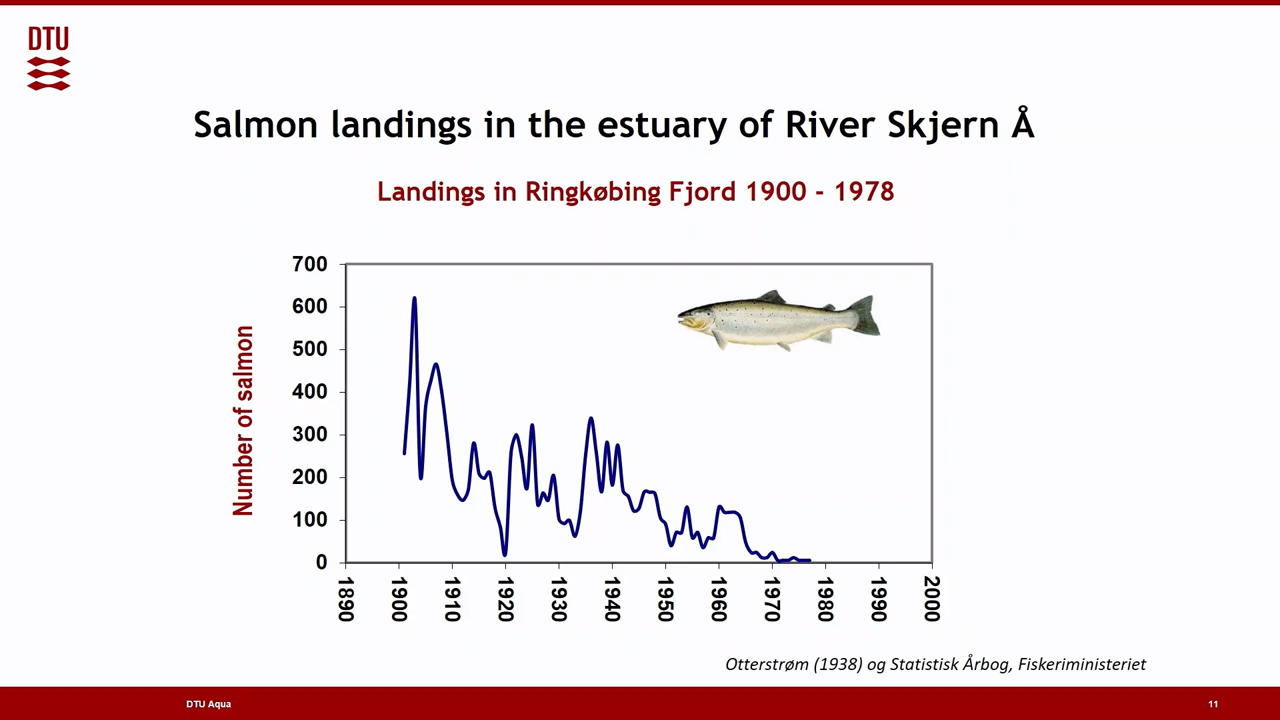 DTU
Salmon landings in the estuary of River Skjern Å
Landings in Ringkøbing Fjord 1900 - 1978
Number of salmon
700
600
500
400
300
200
100
0
1890 1900 1910 1920 1930 1940 1950 1960 1970 1980 1990 2000
Otterstrøm (1938) og Statistisk Årbog, Fiskeriministeriet
DTU Aqua
11